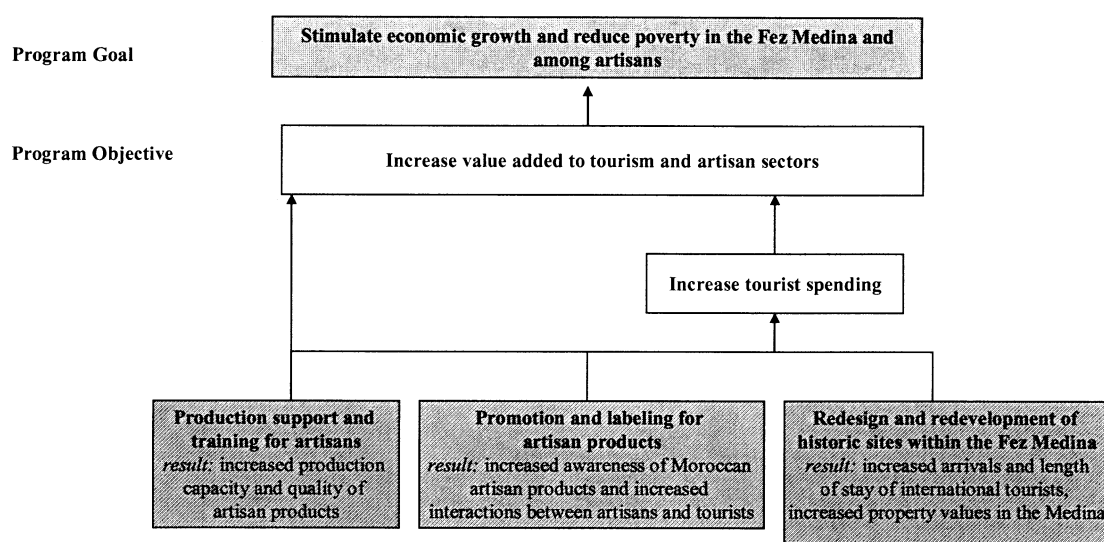 Program Goal
Stimulate economic growth and reduce poverty in the Fez Medina and
among artisans
Program Objective
Increase value added to tourism and artisan sectors
Increase tourist spending
Production support and
training for artisans
result: increased production
capacity and quality of
artisan products
Promotion and labeling for
artisan products
result: increased awareness of Moroccan
artisan products and increased
interactions between artisans and tourists
Redesign and redevelopment of
historic sites within the Fez Medina
result: increased arrivals and length
of stay of international tourists,
increased property values in the Medina